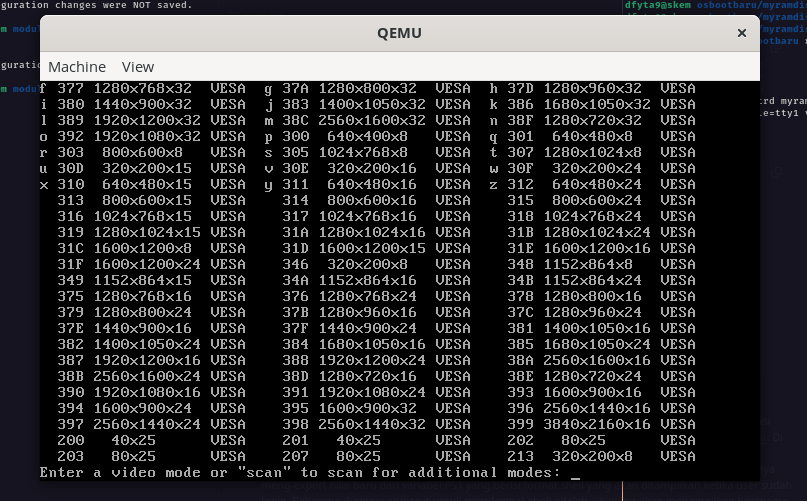 guration changes were NOT saved.
dfyta9@skem osbootbaru/myramdis
QEMU
Machine View
f 377 1280x768x32 VESA g 37A 1280x800x32 VESA h 37D 1280x960x32 VESA
i 380 1440x900x32 VESA j 383 1400x1050x32 VESA k 386 1680x1050x32 VESA
l 389 1920x1200x32 VESA m 38C 2560x1600x32 VESA n 38F 1280x720x32 VESA
o 392 1920x1080x32 VESA p 300 640x400x8 VESA q 301 640x480x8 VESA
r 303 800x600x8 VESA s 305 1024x768x8 VESA t 307 1280x1024x8 VESA
u 30D 320x200x15 VESA v 30E 320x200x16 VESA w 30F 320x200x24 VESA
x 310 640x480x15 VESA y 311 640x480x16 VESA z 312 640x480x24 VESA
313 800x600x15 VESA 314 800x600x16 VESA 315 800x600x24 VESA
316 1024x768x15 VESA 317 1024x768x16 VESA 318 1024x768x24 VESA
319 1280x1024x15 VESA 31A 1280x1024x16 VESA 31B 1280x1024x24 VESA
31C 1600x1200x8 VESA 31D 1600x1200x15 VESA 31E 1600x1200x16 VESA
31F 1600x1200x24 VESA 346 320x200x8 VESA 348 1152x864x8 VESA
349 1152x864x15 VESA 34A 1152x864x16 VESA 34B 1152x864x24 VESA
375 1280x768x16 VESA 376 1280x768x24 VESA 378 1280x800x16 VESA
379 1280x800x24 VESA 37B 1280x960x16 VESA 37C 1280x960x24 VESA
37E 1440x900x16 VESA 37F 1440x900x24 VESA 381 1400x1050x16 VESA
382 1400x1050x24 VESA 384 1680x1050x16 VESA 385 1680x1050x24 VESA
387 1920x1200x16 VESA 388 1920x1200x24 VESA 38A 2560x1600x16 VESA
38B 2560x1600x24 VESA 38D 1280x720x16 VESA 38E 1280x720x24 VESA
390 1920x1080x16 VESA 391 1920x1080x24 VESA 393 1600x900x16 VESA
394 1600x900x24 VESA 395 1600x900x32 VESA 396 2560x1440x16 VESA
397 2560x1440x24 VESA 398 2560x1440x32 VESA 399 3840x2160x16 VESA
200 40x25 VESA 201 40x25 VESA 202 80x25 VESA
203 80x25 VESA 207 80x25 VESA 213 320x200x8 VESA
Enter a video mode or "scan" to scan for additional modes: _